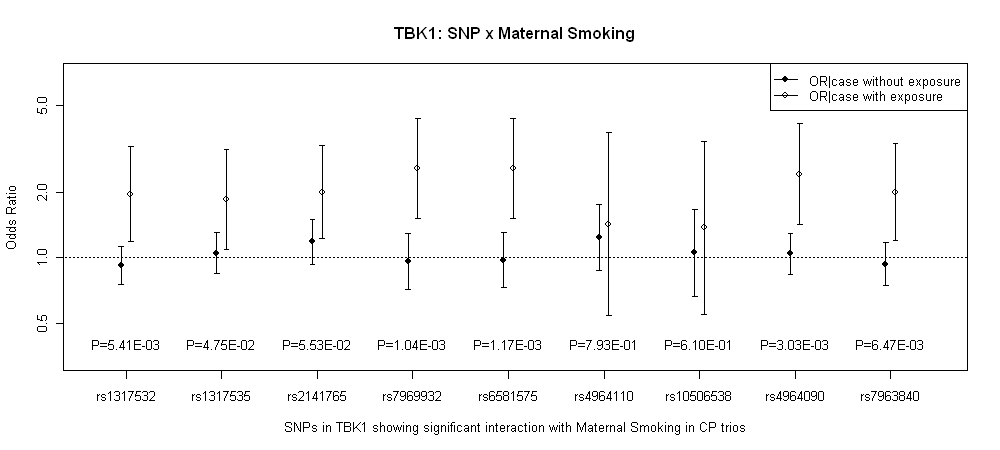 TBK1: SNP x Maternal Smoking
OR|case without exposure
OR|case with exposure
Odds Ratio
5.0
2.0
1.0
0.5
P=5.41E-03 P=4.75E-02 P=5.53E-02 P=1.04E-03 P=1.17E-03 P=7.93E-01 P=6.10E-01 P=3.03E-03 P=6.47E-03
rs1317532 rs1317535 rs2141765 rs7969932 rs6581575 rs4964110 rs10506538 rs4964090 rs7963840
SNPs in TBK1 showing significant interaction with Maternal Smoking in CP trios